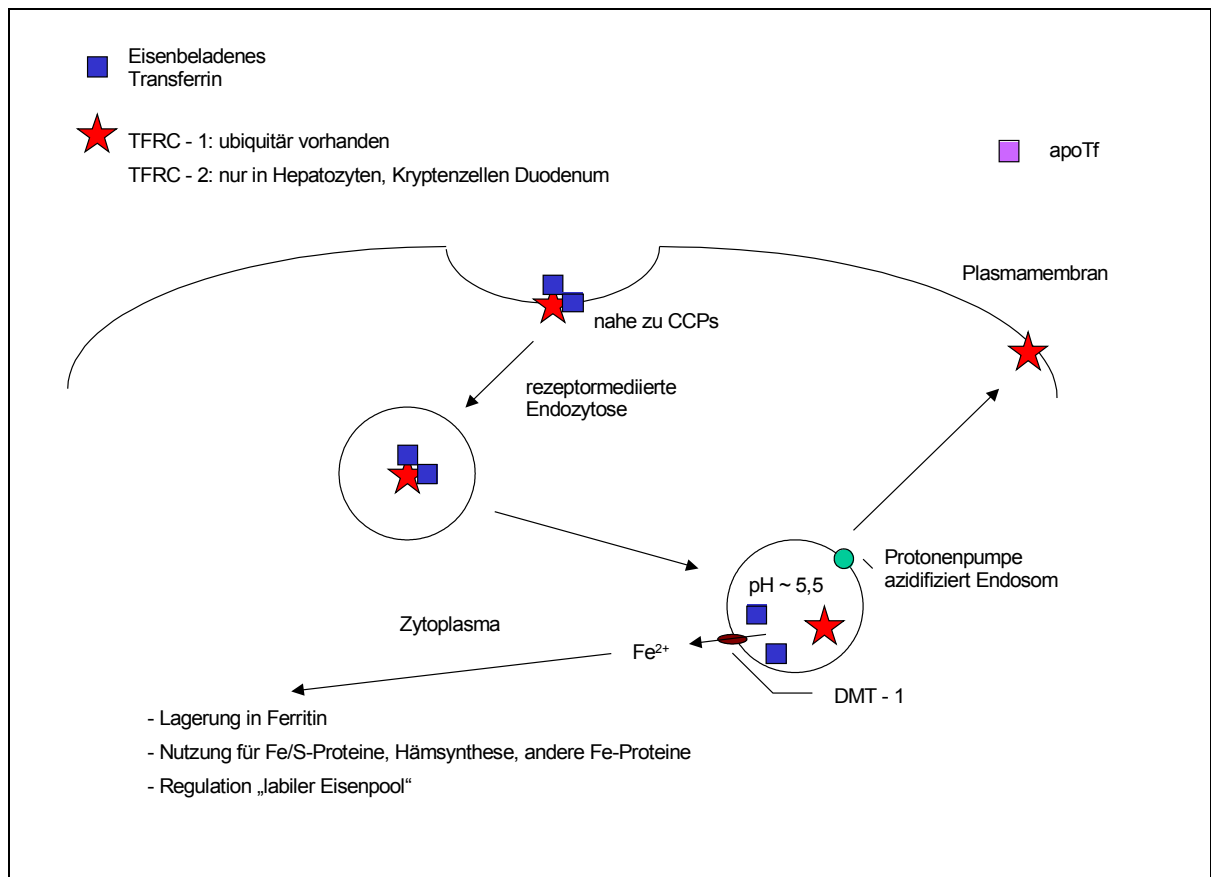 Eisenbeladenes
Transferrin
TFRC - 1: ubiquitär vorhanden
TFRC - 2: nur in Hepatozyten, Kryptenzellen Duodenum
apoTf
Plasmamembran
nahe zu CCPs
rezeptormediierte
Endozytose
Protonenpumpe
azidifiziert Endosom
pH ~ 5,5
Zytoplasma
Fe²⁺
DMT - 1
- Lagerung in Ferritin
- Nutzung für Fe/S-Proteine, Hämsynthese, andere Fe-Proteine
- Regulation „labiler Eisenpool“